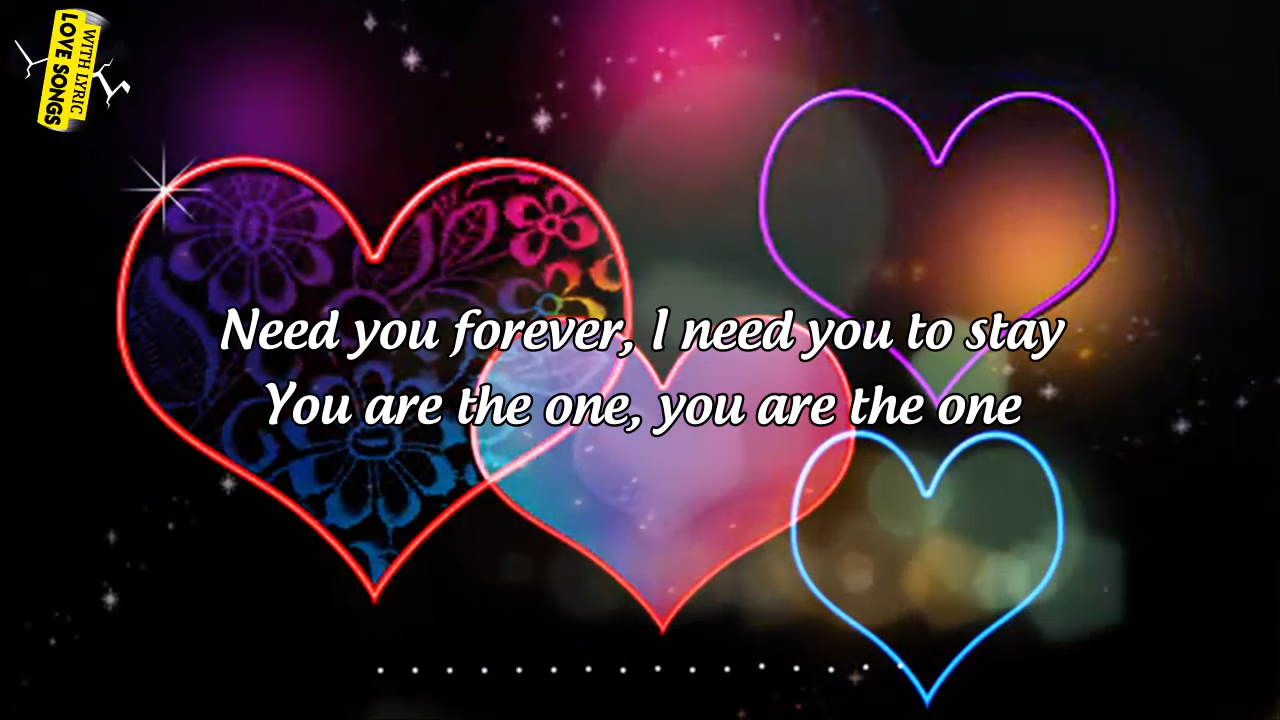 WITH LYRIC
LOVE SONGS
Need you forever, I need you to stay
You are the one, you are the one